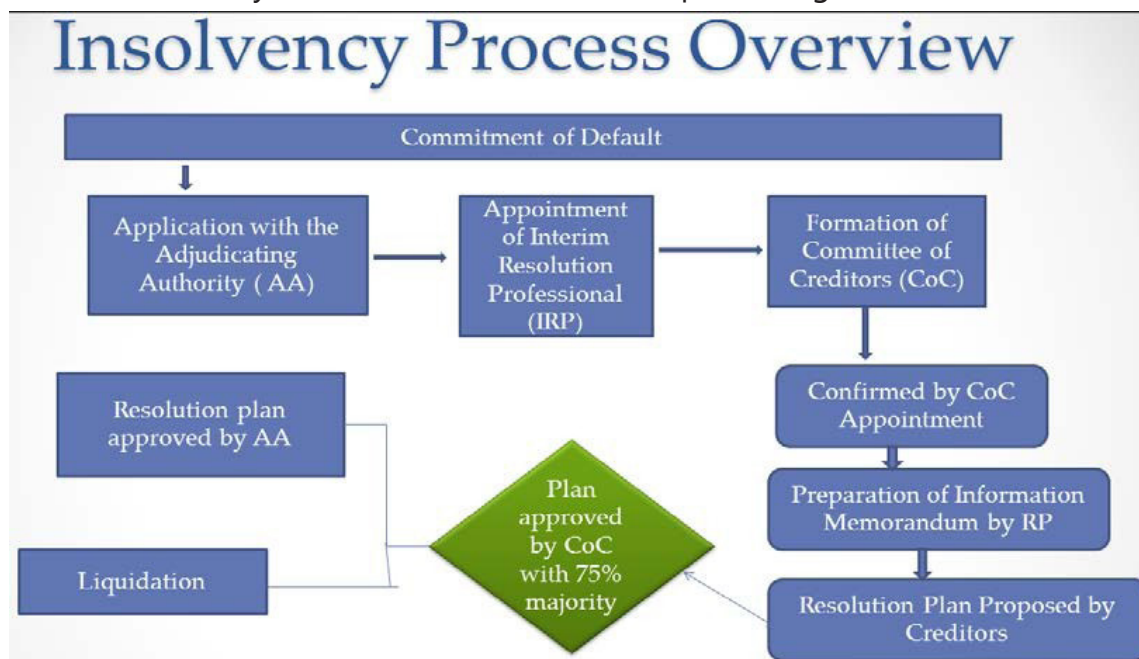 Insolvency Process Overview
Commitment of Default
Application with the
Adjudicating
Authority ( AA)
Appointment
of Interim
Resolution
Professional
(IRP)
Formation of
Committee of
Creditors (CoC)
Confirmed by CoC
Appointment
Preparation of Information
Memorandum by RP
Resolution Plan Proposed by
Creditors
Plan
approved
by CoC
with 75%
majority
Resolution plan
approved by AA
Liquidation